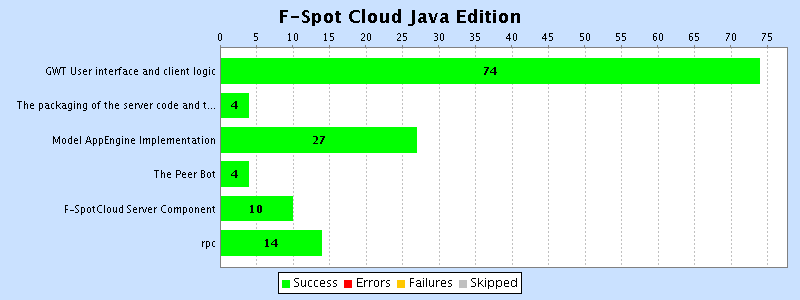 F-Spot Cloud Java Edition
0 5 10 15 20 25 30 35 40 45 50 55 60 65 70 75
GWT User interface and client logic 74
The packaging of the server code and t... 4
Model AppEngine Implementation 27
The Peer Bot 4
F-SpotCloud Server Component 10
rpc 14
Success Errors Failures Skipped